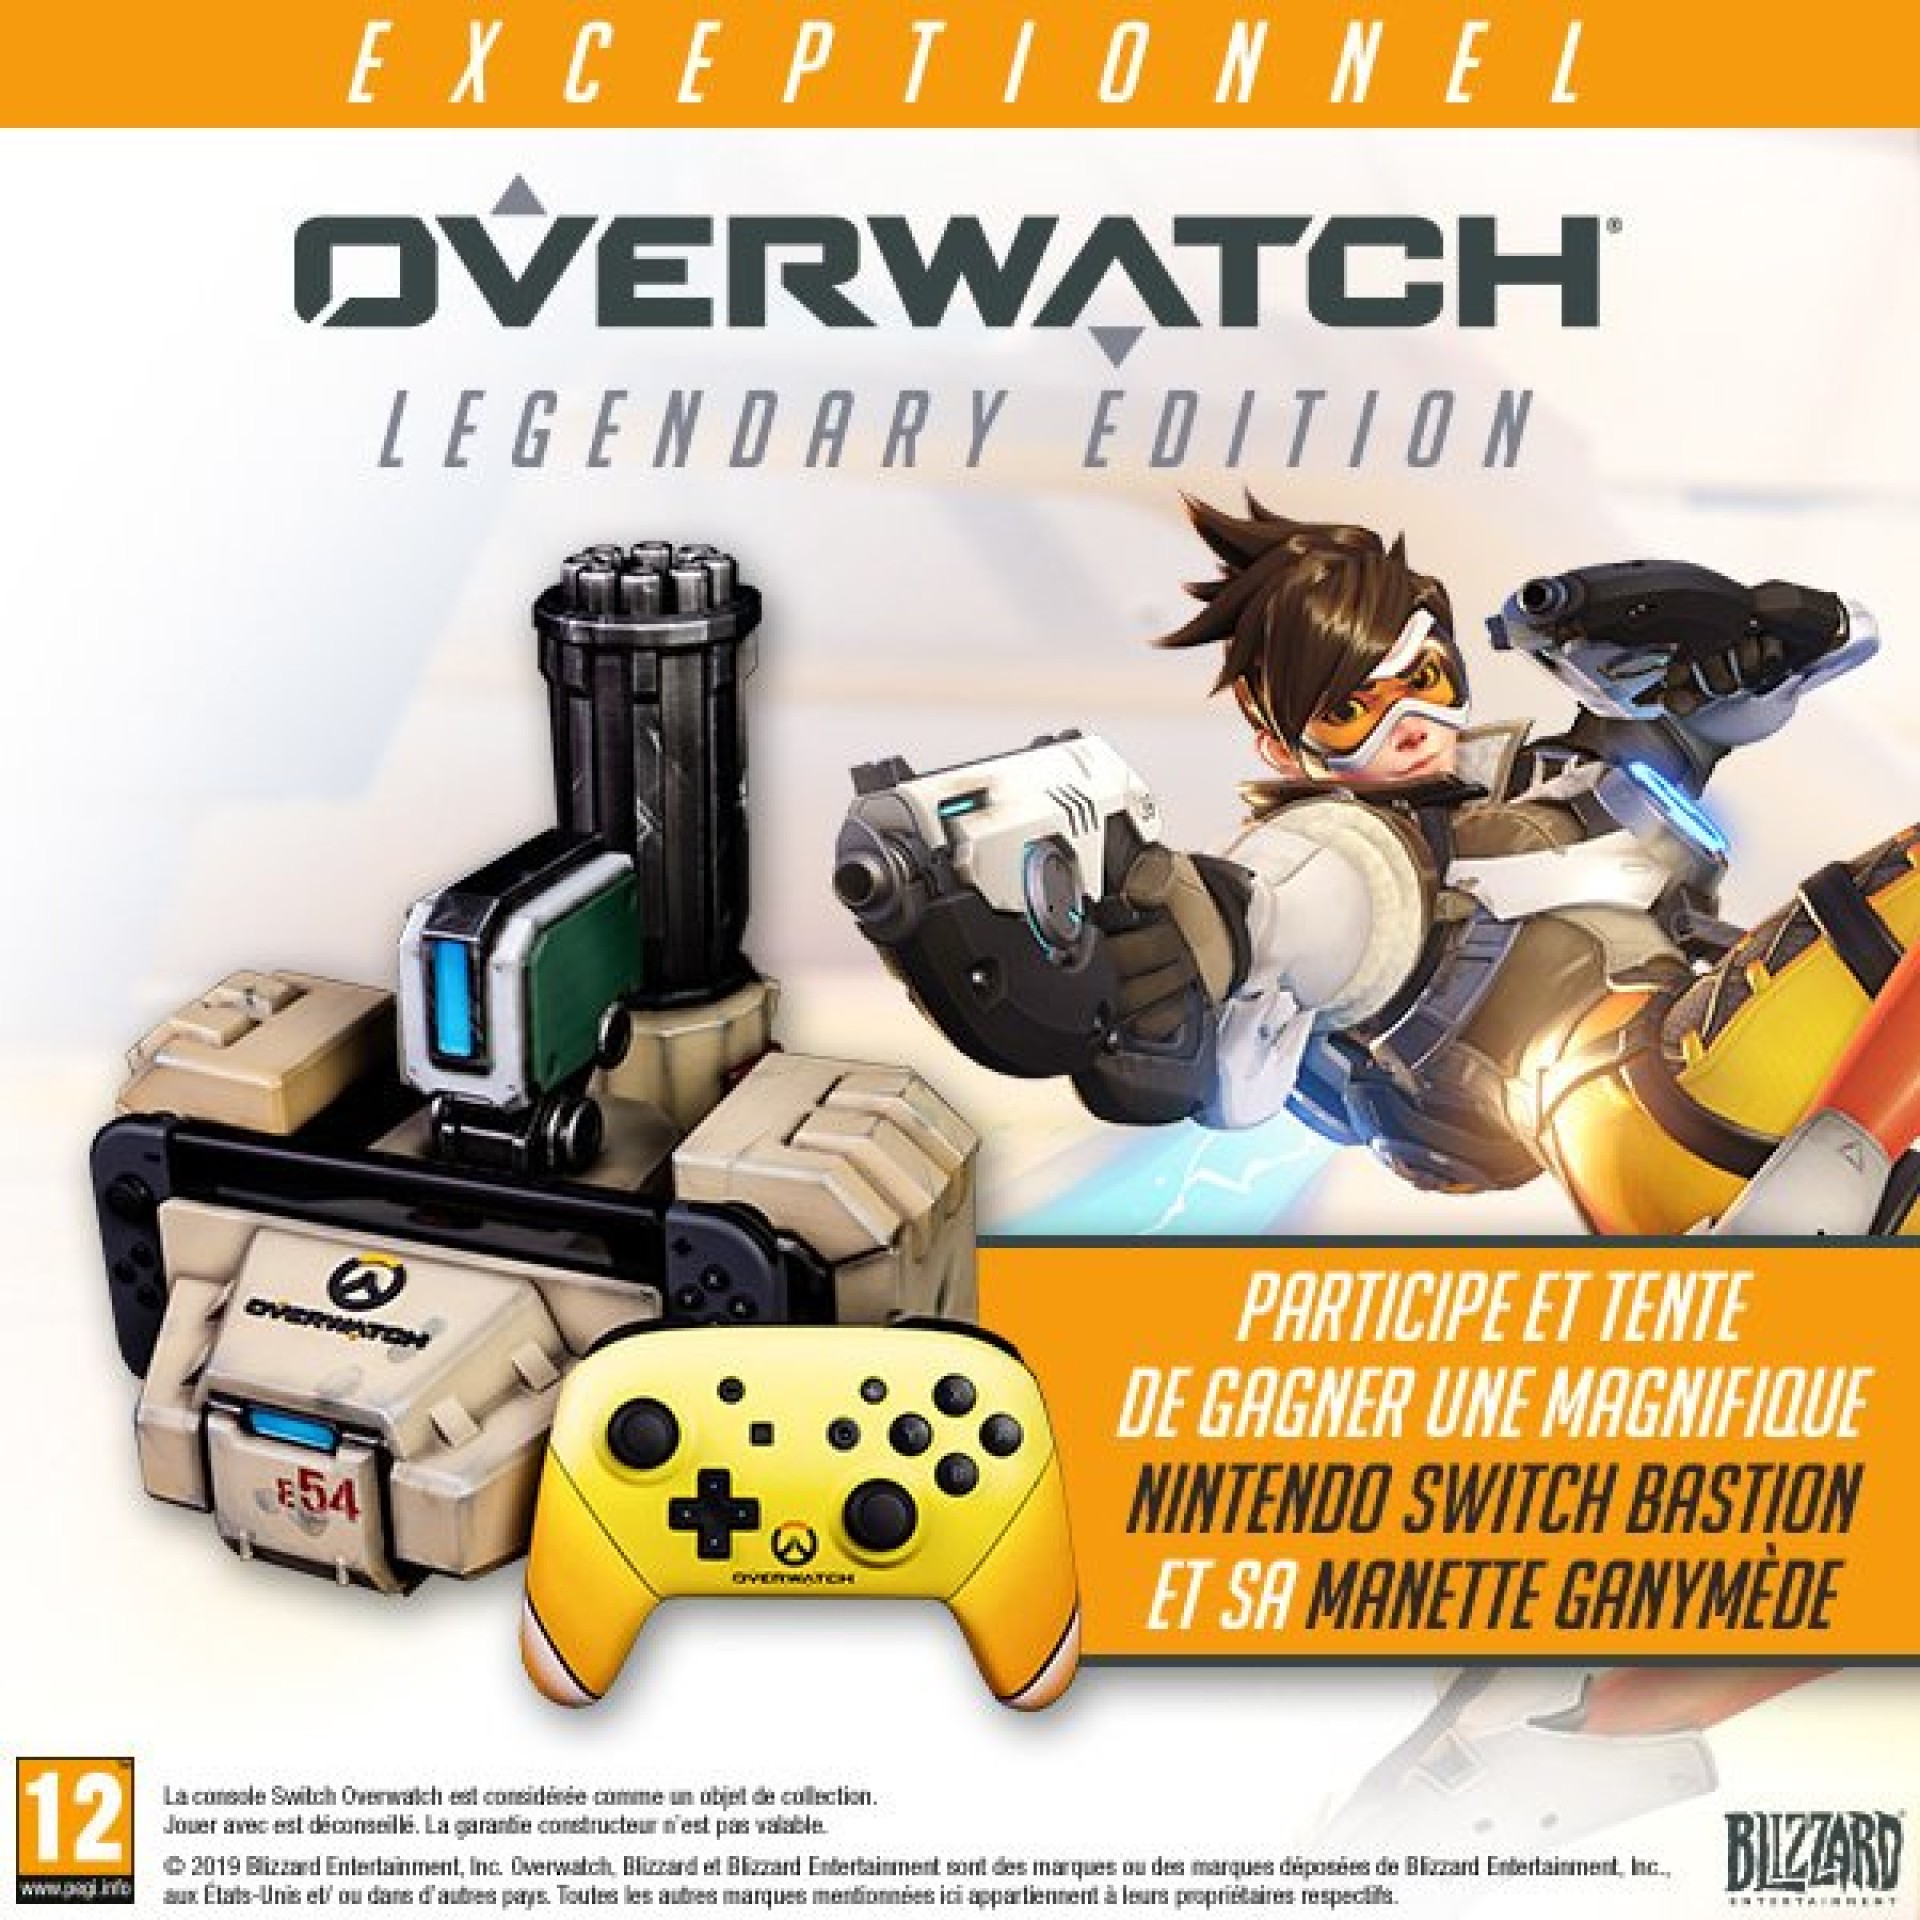 EXCEPTIONNEL
OVERWATCH®
LEGENDARY EDITION
OVERWATCH
E54
OVERWATCH
PARTICIPE ET TENTE
DE GAGNER UNE MAGNIFIQUE
NINTENDO SWITCH BASTION
ET SA MANETTE GANYMÈDE
12
www.pegi.info
La console Switch Overwatch est considérée comme un objet de collection.
Jouer avec est déconseillé. La garantie constructeur n'est pas valable.
© 2019 Blizzard Entertainment, Inc. Overwatch, Blizzard et Blizzard Entertainment sont des marques ou des marques déposées de Blizzard Entertainment, Inc.,
aux États-Unis et/ ou dans d'autres pays. Toutes les autres marques mentionnées ici appartiennent à leurs propriétaires respectifs.
BLIZZARD
ENTERTAINMENT